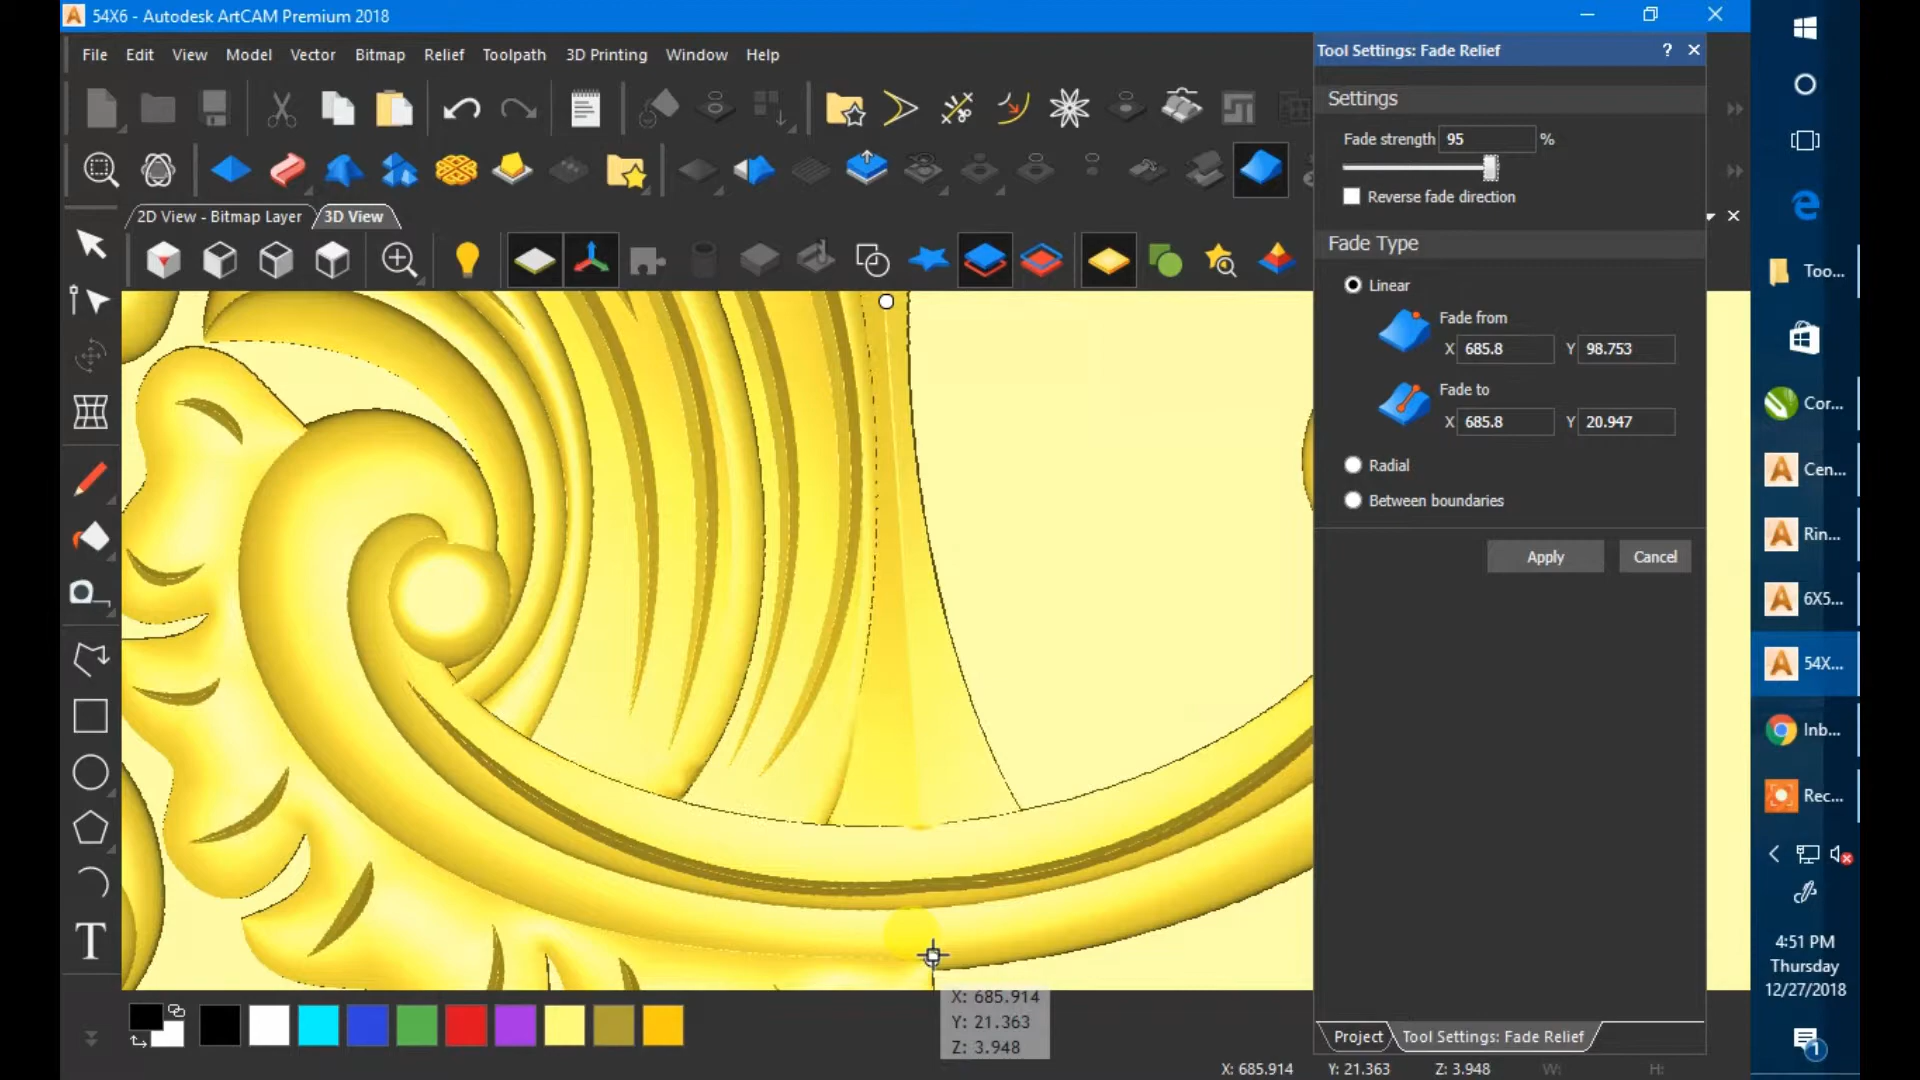 54X6 - Autodesk ArtCAM Premium 2018
File Edit View Model Vector Bitmap Relief Toolpath 3D Printing Window Help
2D View - Bitmap Layer 3D View
Tool Settings: Fade Relief ?
Settings
Fade strength 95 %
Reverse fade direction
Fade Type
Linear
Fade from
X 685.8 Y 98.753
Fade to
X 685.8 Y 20.947
Radial
Between boundaries
Apply Cancel
Project Tool Settings: Fade Relief
X: 685.914
Y: 21.363
Z: 3.948
X: 685.914 Y: 21.363 Z: 3.948 W: H:
T
Too...
Cor...
Cen...
Rin...
6X5...
54X...
Inb...
Rec...
4:51 PM
Thursday
12/27/2018
1